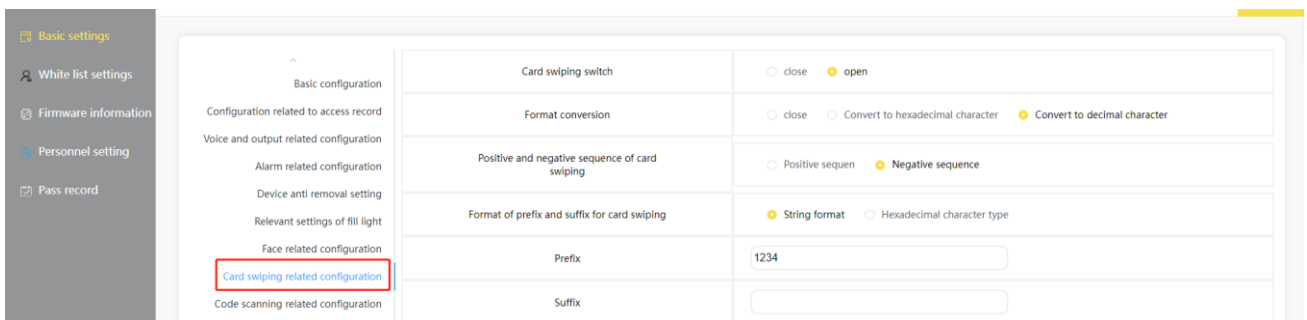 Basic settings
White list settings
Firmware information
Personnel setting
Pass record
Basic configuration
Configuration related to access record
Voice and output related configuration
Alarm related configuration
Device anti removal setting
Relevant settings of fill light
Face related configuration
Card swiping related configuration
Code scanning related configuration
Card swiping switch
close open
Format conversion
close Convert to hexadecimal character Convert to decimal character
Positive and negative sequence of card
swiping
Positive sequen Negative sequence
Format of prefix and suffix for card swiping
String format Hexadecimal character type
Prefix
1234
Suffix